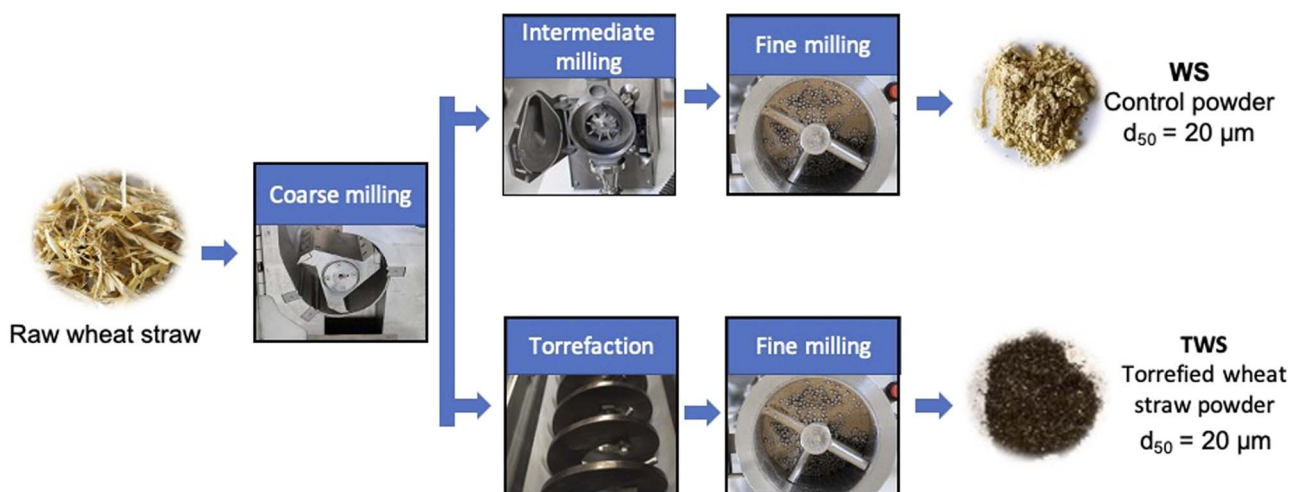 Raw wheat straw
Coarse milling
Intermediate
milling
Fine milling
WS
Control powder
d₅₀ = 20 µm
Torrefaction
Fine milling
TWS
Torrefied wheat
straw powder
d₅₀ = 20 µm